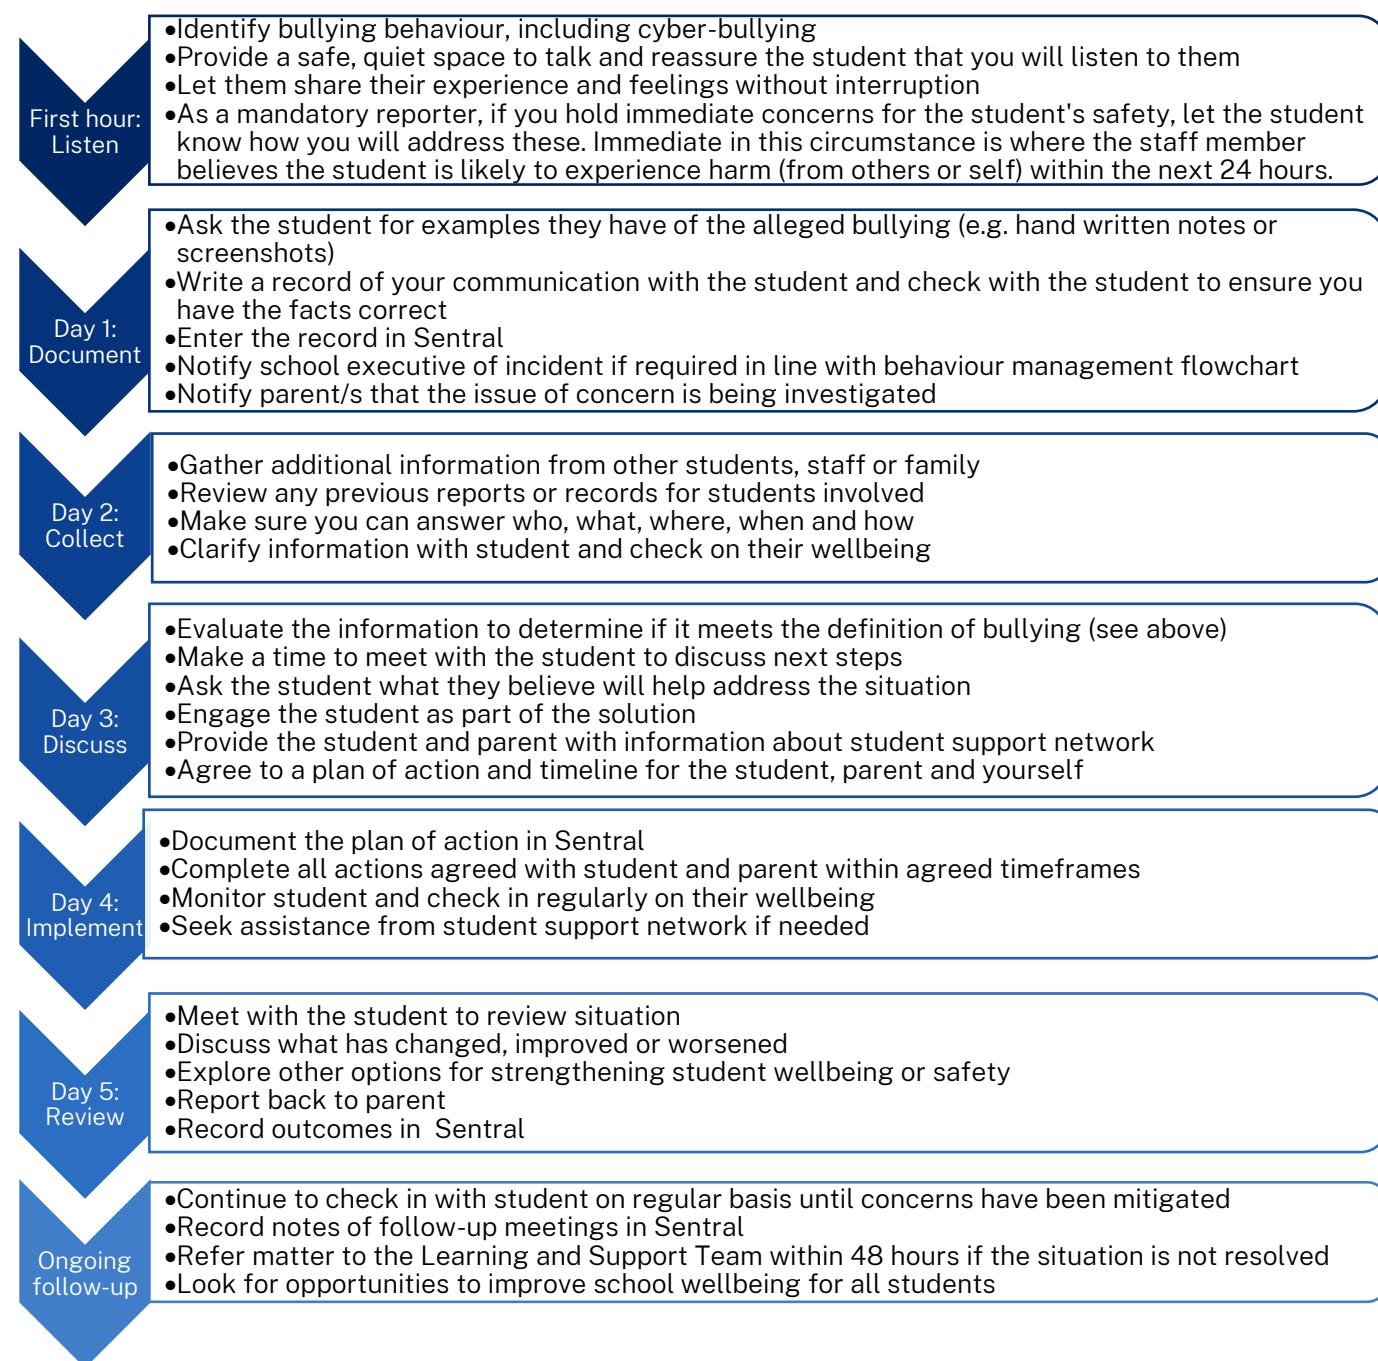 First hour:
Listen
•Identify bullying behaviour, including cyber-bullying
•Provide a safe, quiet space to talk and reassure the student that you will listen to them
•Let them share their experience and feelings without interruption
•As a mandatory reporter, if you hold immediate concerns for the student's safety, let the student
know how you will address these. Immediate in this circumstance is where the staff member
believes the student is likely to experience harm (from others or self) within the next 24 hours.
Day 1:
Document
•Ask the student for examples they have of the alleged bullying (e.g. hand written notes or
screenshots)
•Write a record of your communication with the student and check with the student to ensure you
have the facts correct
•Enter the record in Sentral
•Notify school executive of incident if required in line with behaviour management flowchart
•Notify parent/s that the issue of concern is being investigated
Day 2:
Collect
•Gather additional information from other students, staff or family
•Review any previous reports or records for students involved
•Make sure you can answer who, what, where, when and how
•Clarify information with student and check on their wellbeing
Day 3:
Discuss
•Evaluate the information to determine if it meets the definition of bullying (see above)
•Make a time to meet with the student to discuss next steps
•Ask the student what they believe will help address the situation
•Engage the student as part of the solution
•Provide the student and parent with information about student support network
•Agree to a plan of action and timeline for the student, parent and yourself
Day 4:
Implement
•Document the plan of action in Sentral
•Complete all actions agreed with student and parent within agreed timeframes
•Monitor student and check in regularly on their wellbeing
•Seek assistance from student support network if needed
Day 5:
Review
•Meet with the student to review situation
•Discuss what has changed, improved or worsened
•Explore other options for strengthening student wellbeing or safety
•Report back to parent
•Record outcomes in  Sentral
Ongoing
follow-up
•Continue to check in with student on regular basis until concerns have been mitigated
•Record notes of follow-up meetings in Sentral
•Refer matter to the Learning and Support Team within 48 hours if the situation is not resolved
•Look for opportunities to improve school wellbeing for all students